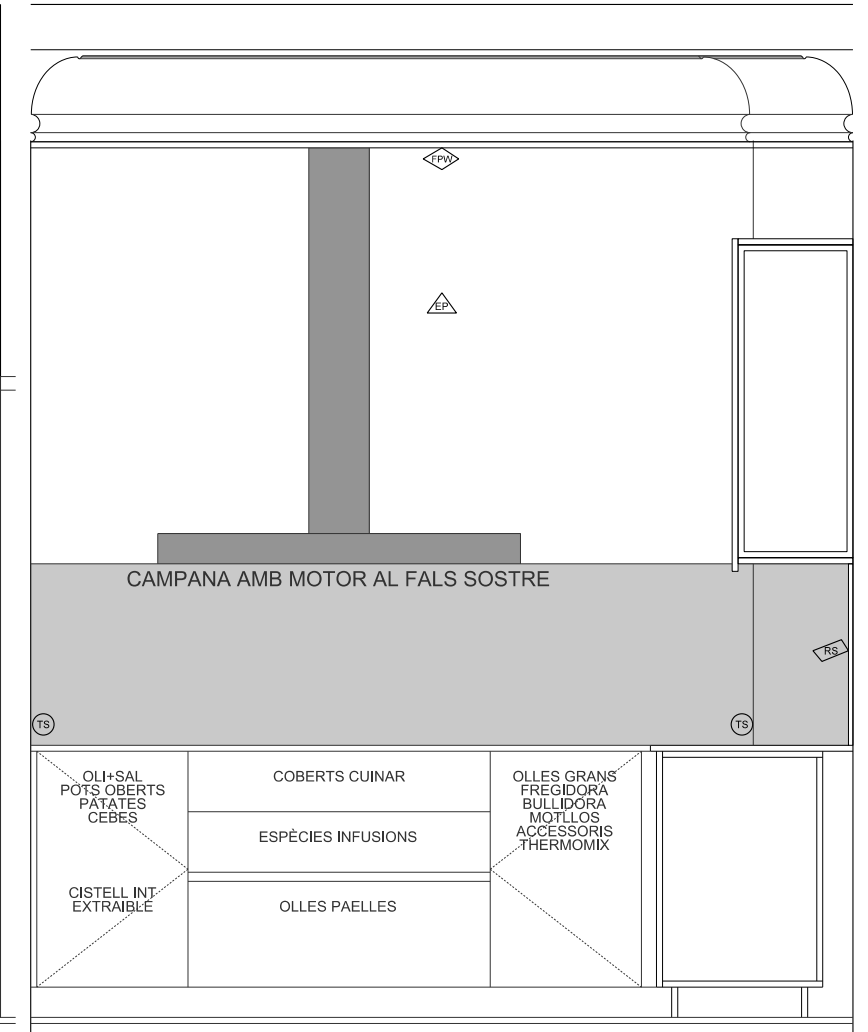 FPW
EP
CAMPANA AMB MOTOR AL FALS SOSTRE
RS
TS
TS
OLI+SAL
POTS OBERTS
PATATES
CEBES
CISTELL INT
EXTRAIBLE
COBERTS CUINAR
ESPÈCIES INFUSIONS
OLLES PAELLES
OLLES GRANS
FREGIDORA
BULLIDORA
MOTLLOS
ACCESSORIS
THERMOMIX